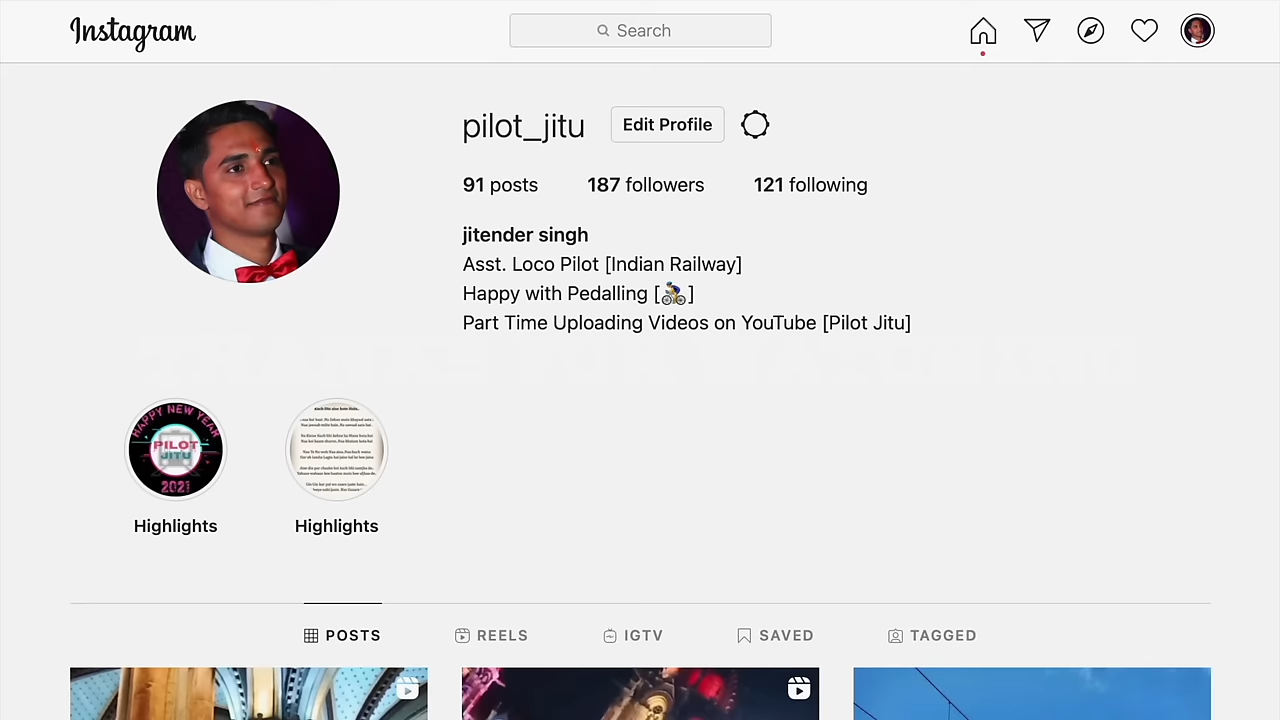 Instagram
Search
pilot_jitu
Edit Profile
91 posts
187 followers
121 following
jitender singh
Asst. Loco Pilot [Indian Railway]
Happy with Pedalling [🚴]
Part Time Uploading Videos on YouTube [Pilot Jitu]
HAPPY NEW YEAR
PILOT
JITU
2021
Highlights
Highlights
POSTS
REELS
IGTV
SAVED
TAGGED